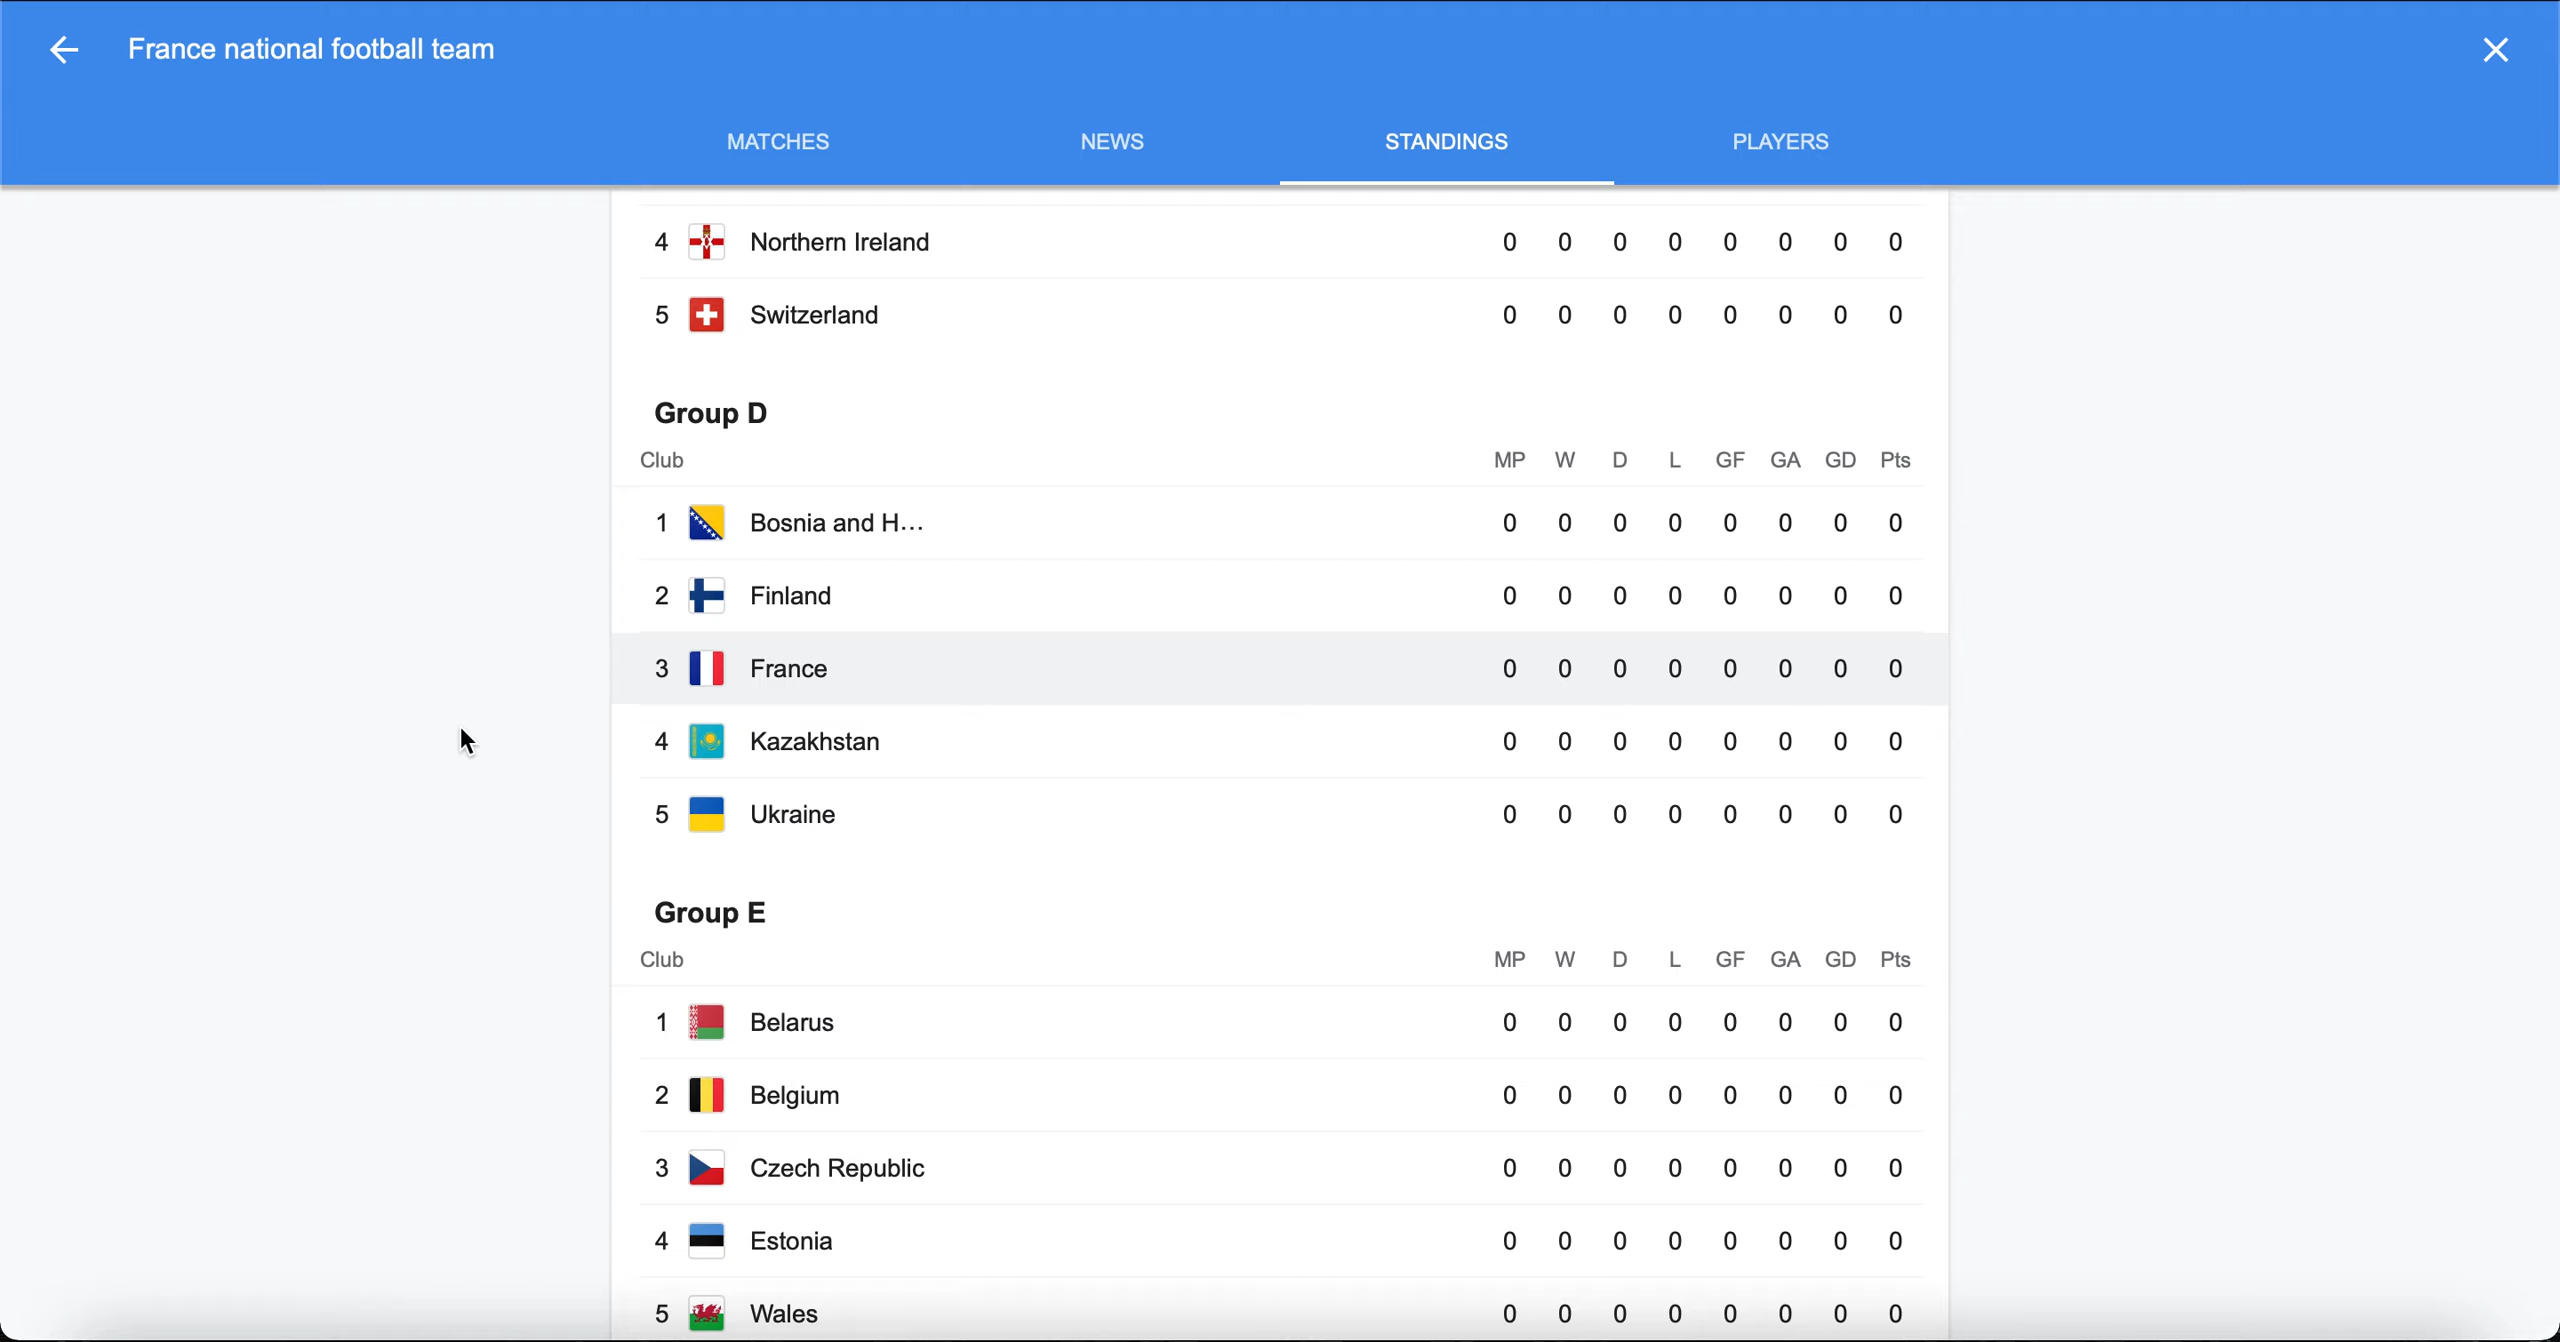 France national football team
MATCHES NEWS STANDINGS PLAYERS
4 Northern Ireland 0 0 0 0 0 0 0 0
5 Switzerland 0 0 0 0 0 0 0 0
Group D
Club MP W D L GF GA GD Pts
1 Bosnia and H... 0 0 0 0 0 0 0 0
2 Finland 0 0 0 0 0 0 0 0
3 France 0 0 0 0 0 0 0 0
4 Kazakhstan 0 0 0 0 0 0 0 0
5 Ukraine 0 0 0 0 0 0 0 0
Group E
Club MP W D L GF GA GD Pts
1 Belarus 0 0 0 0 0 0 0 0
2 Belgium 0 0 0 0 0 0 0 0
3 Czech Republic 0 0 0 0 0 0 0 0
4 Estonia 0 0 0 0 0 0 0 0
5 Wales 0 0 0 0 0 0 0 0